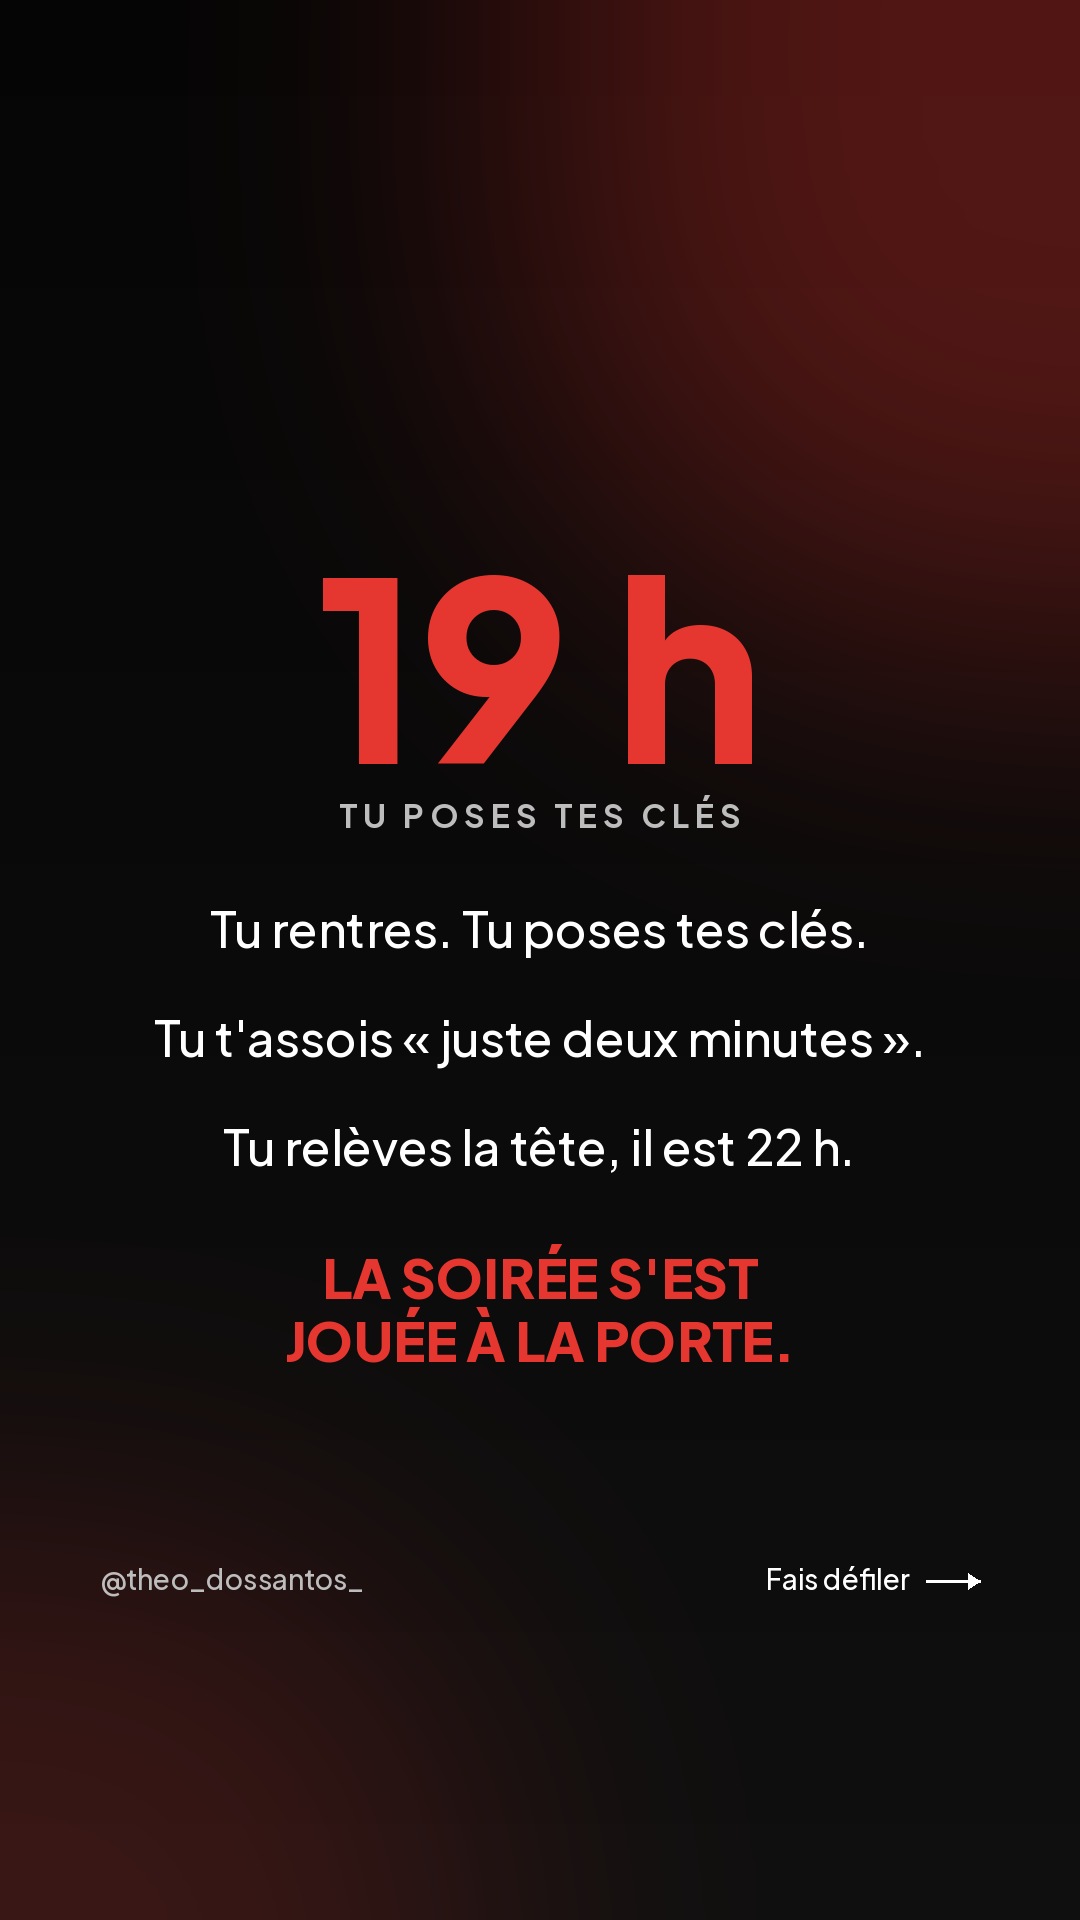 19 h
TU POSES TES CLÉS
Tu rentres. Tu poses tes clés.
Tu t'assois « juste deux minutes ».
Tu relèves la tête, il est 22 h.
LA SOIRÉE S'EST
JOUÉE À LA PORTE.
@theo_dossantos_
Fais défiler